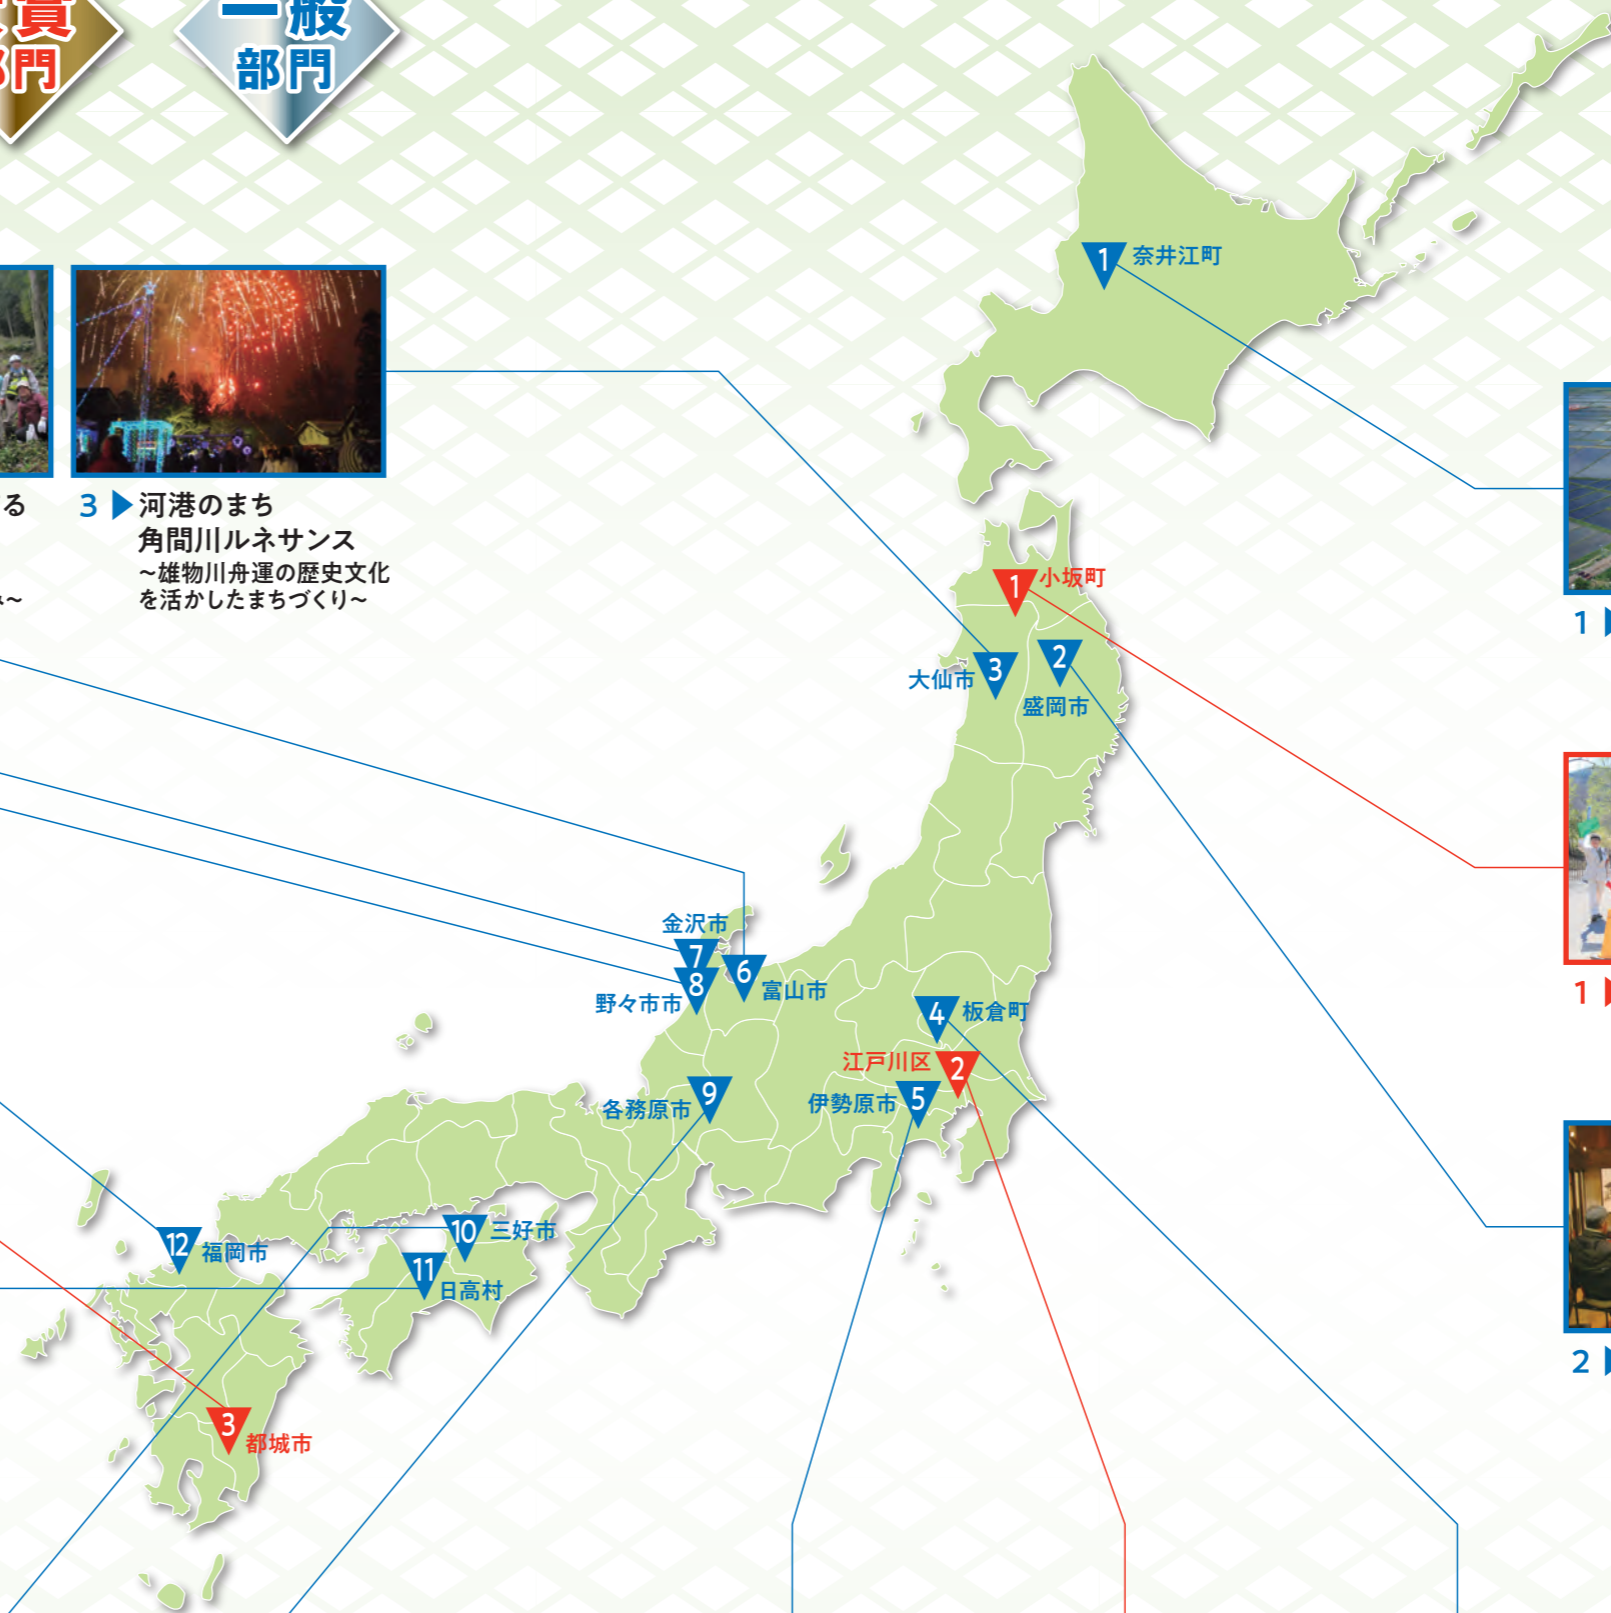 賞
部門
一般
部門
る
～
3 ▶ 河港のまち
角間川ルネサンス
～雄物川舟運の歴史文化
を活かしたまちづくり～
1 奈井江町
1 小坂町
3 大仙市
2 盛岡市
金沢市
7
8
野々市市
6 富山市
4 板倉町
江戸川区 2
伊勢原市 5
各務原市 9
10 三好市
11 日高村
12 福岡市
3 都城市
1
1
2